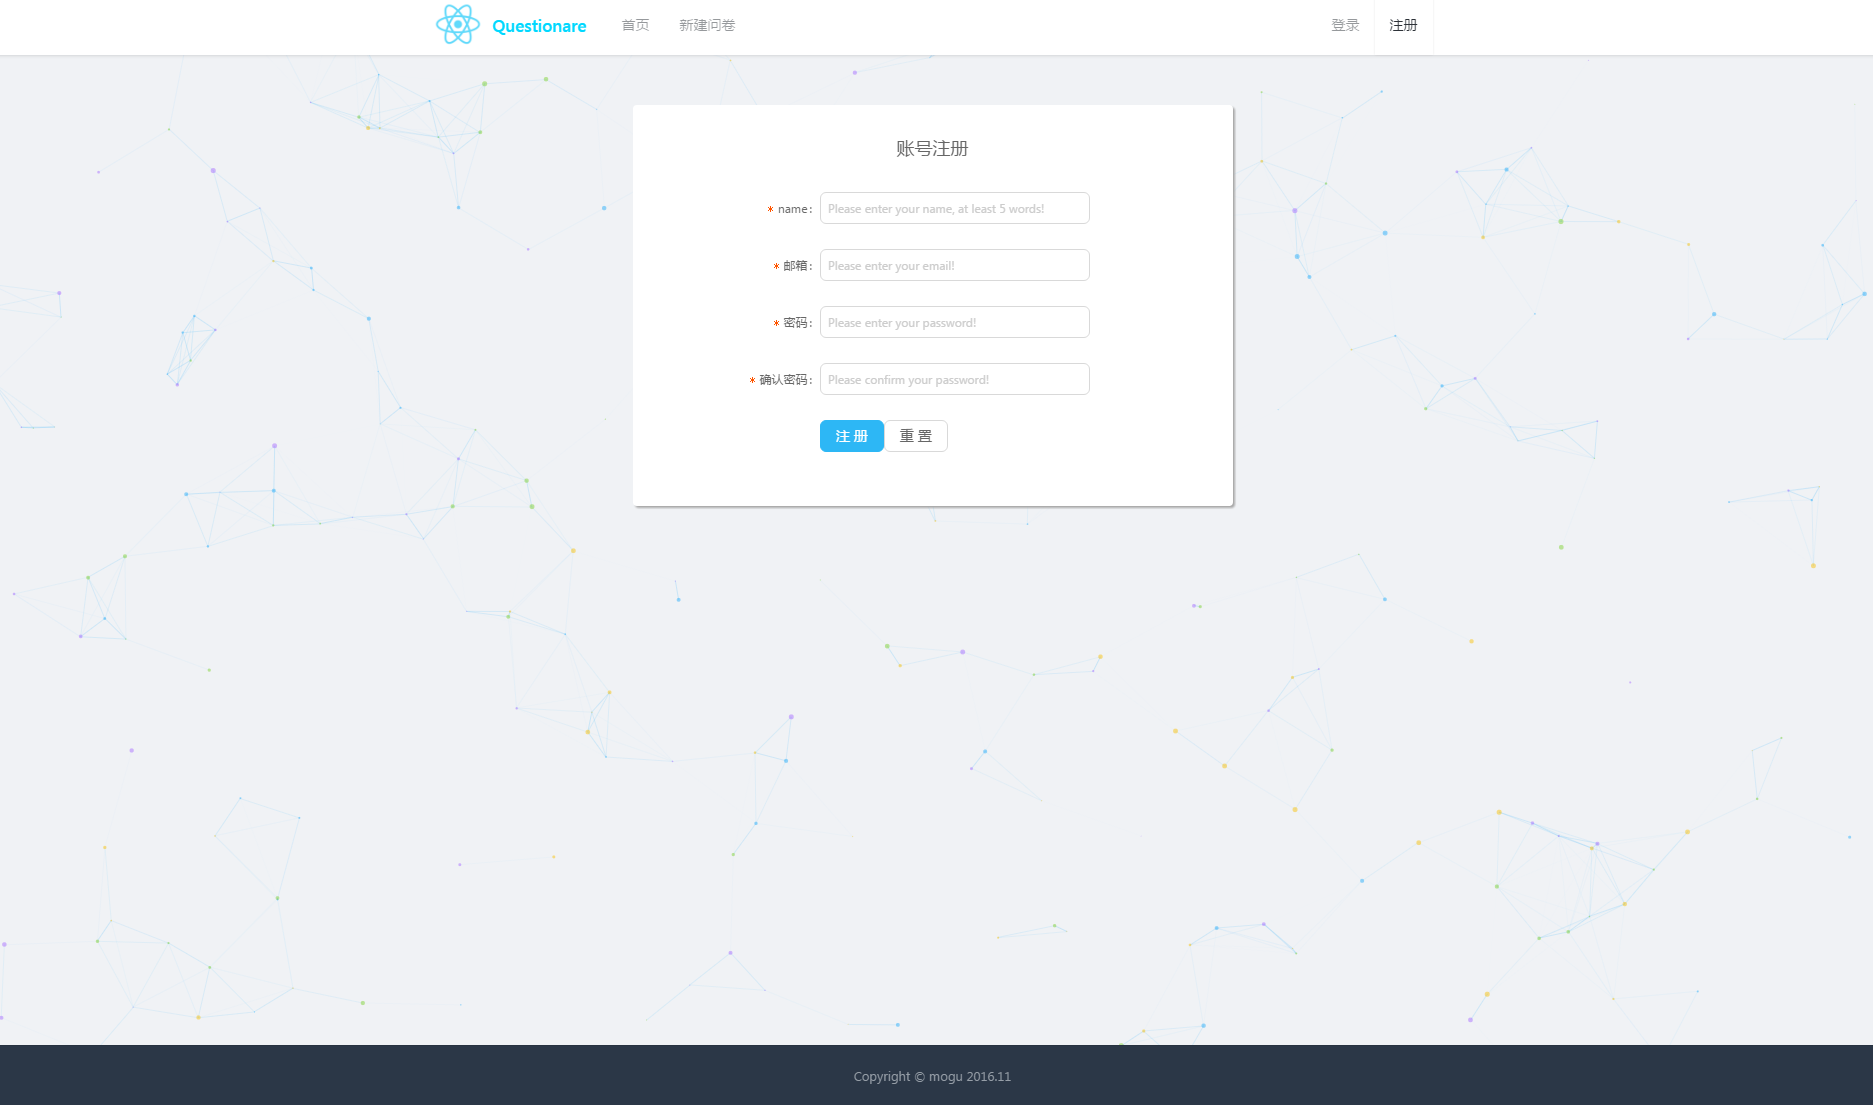 Questionare 首页 新建问卷 登录 注册
账号注册
* name: Please enter your name, at least 5 words!
* 邮箱: Please enter your email!
* 密码: Please enter your password!
* 确认密码: Please confirm your password!
注 册 重 置
Copyright © mogu 2016.11